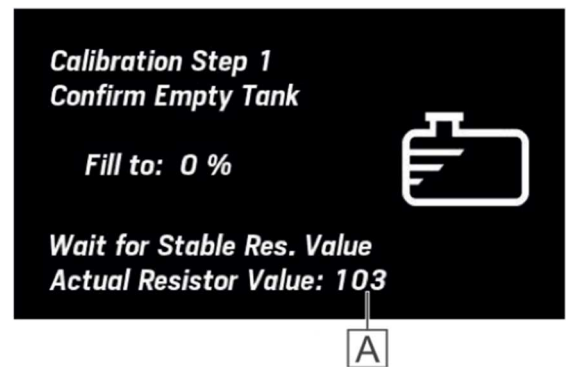 Calibration Step 1
Confirm Empty Tank
Fill to: 0 %
Wait for Stable Res. Value
Actual Resistor Value: 103
A